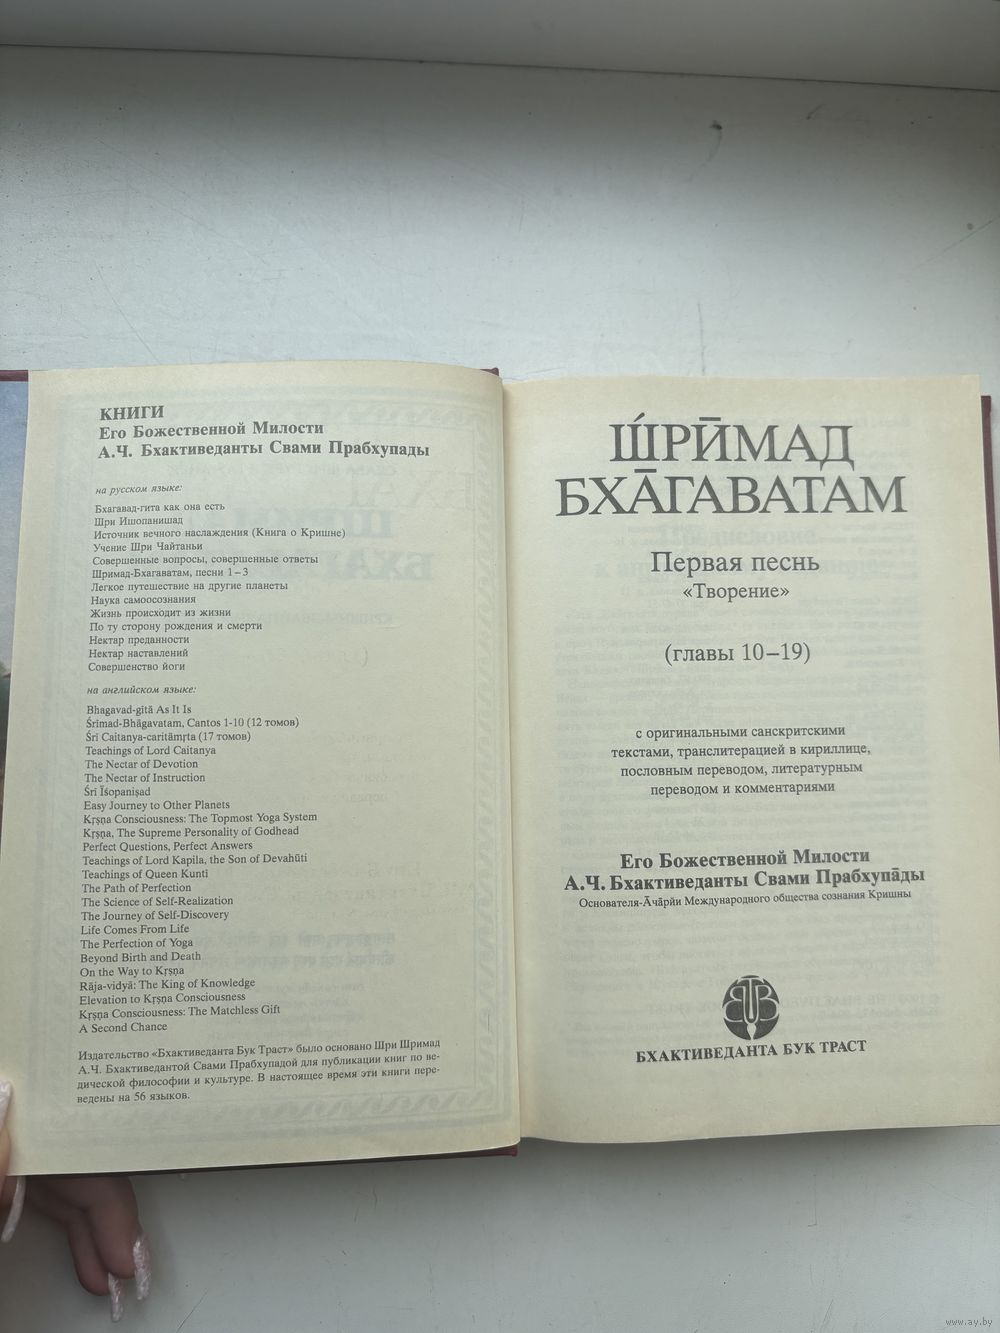 КНИГИ
Его Божественной Милости
А.Ч. Бхактиведанты Свами Прабхупады
на русском языке:
Бхагавад-гита как она есть
Шри Ишопанишад
Источник вечного наслаждения (Книга о Кришне)
Учение Шри Чайтаньи
Совершенные вопросы, совершенные ответы
Шримад-Бхагаватам, песни 1–3
Легкое путешествие на другие планеты
Наука самоосознания
Жизнь происходит из жизни
По ту сторону рождения и смерти
Нектар преданности
Нектар наставлений
Совершенство йоги
на английском языке:
Bhagavad-gītā As It Is
Śrīmad-Bhāgavatam, Cantos 1-10 (12 томов)
Śrī Caitanya-caritāmṛta (17 томов)
Teachings of Lord Caitanya
The Nectar of Devotion
The Nectar of Instruction
Śrī Īśopaniṣad
Easy Journey to Other Planets
Kṛṣṇa Consciousness: The Topmost Yoga System
Kṛṣṇa, The Supreme Personality of Godhead
Perfect Questions, Perfect Answers
Teachings of Lord Kapila, the Son of Devahūti
Teachings of Queen Kunti
The Path of Perfection
The Science of Self-Realization
The Journey of Self-Discovery
Life Comes From Life
The Perfection of Yoga
Beyond Birth and Death
On the Way to Kṛṣṇa
Rāja-vidyā: The King of Knowledge
Elevation to Kṛṣṇa Consciousness
Kṛṣṇa Consciousness: The Matchless Gift
A Second Chance
Издательство «Бхактиведанта Бук Траст» было основано Шри Шримад
А.Ч. Бхактиведантой Свами Прабхупадой для публикации книг по ве-
дической философии и культуре. В настоящее время эти книги пере-
ведены на 56 языков.
Ш́РӢМАД
БХА̄ГАВАТАМ
Первая песнь
«Творение»
(главы 10–19)
с оригинальными санскритскими
текстами, транслитерацией в кириллице,
пословным переводом, литературным
переводом и комментариями
Его Божественной Милости
А.Ч. Бхактиведанты Свами Прабхупа̄ды
Основателя-А̄ча̄рйи Международного общества сознания Кришны
BBT
БХАКТИВЕДАНТА БУК ТРАСТ
www.ay.by